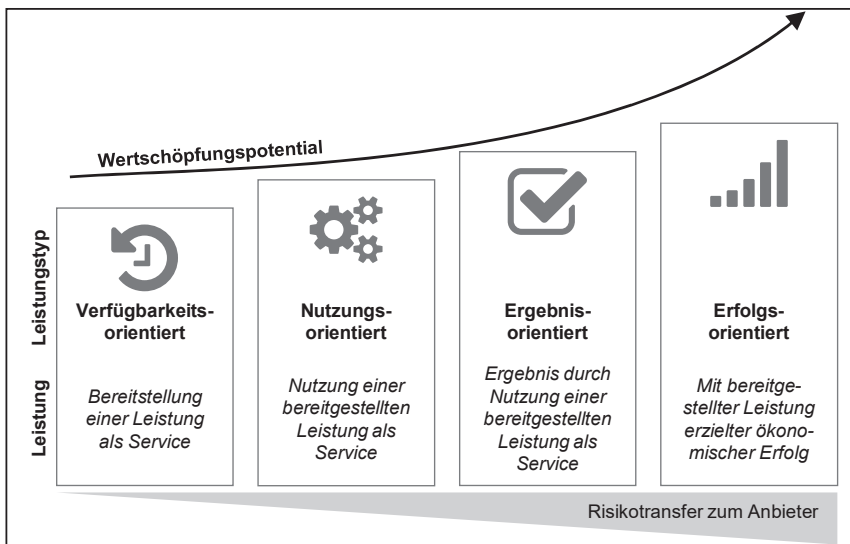 Wertschöpfungspotential
Leistungstyp
Verfügbarkeits-
orientiert
Nutzungs-
orientiert
Ergebnis-
orientiert
Erfolgs-
orientiert
Leistung
Bereitstellung
einer Leistung
als Service
Nutzung einer
bereitgestellten
Leistung als
Service
Ergebnis durch
Nutzung einer
bereitgestellten
Leistung als
Service
Mit bereitge-
stellter Leistung
erzielter ökono-
mischer Erfolg
Risikotransfer zum Anbieter